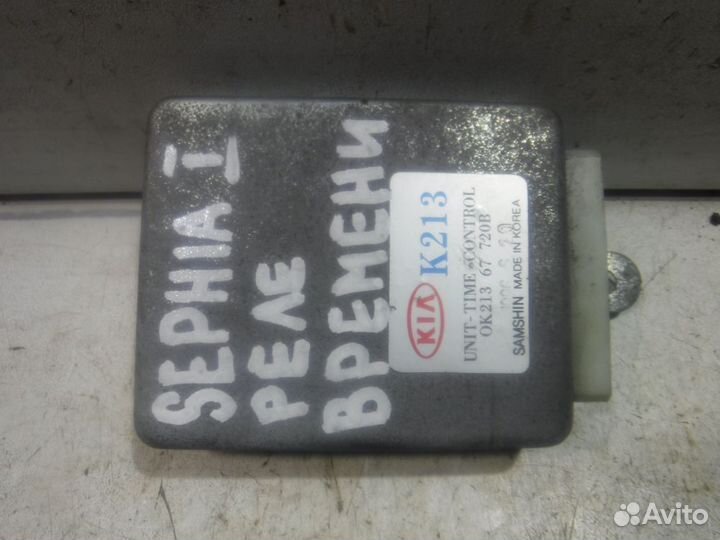 SEPHIA I
РЕЛЕ
ВРЕМЕНИ
KIA K213
UNIT-TIME CONTROL
OK213 67 720B
SAMSHIN MADE IN KOREA
Avito